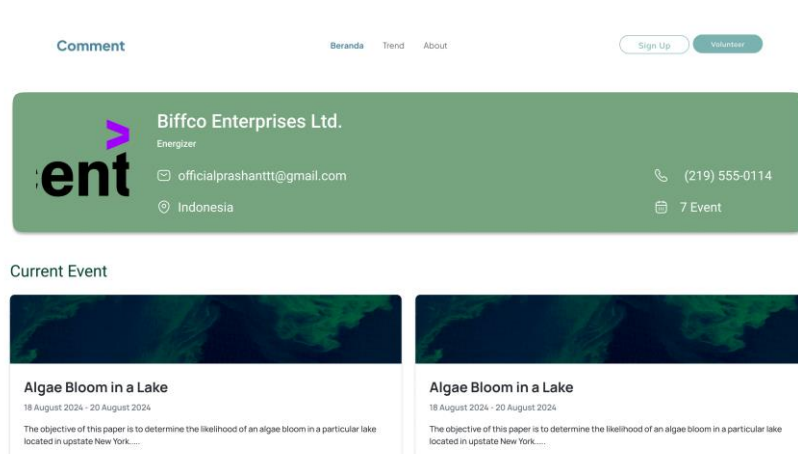 Comment
Beranda Trend About
Sign Up Volunteer
ent
Biffco Enterprises Ltd.
Energizer
officialprashanttt@gmail.com
(219) 555-0114
Indonesia
7 Event
Current Event
Algae Bloom in a Lake
18 August 2024 - 20 August 2024
The objective of this paper is to determine the likelihood of an algae bloom in a particular lake
located in upstate New York.....
Algae Bloom in a Lake
18 August 2024 - 20 August 2024
The objective of this paper is to determine the likelihood of an algae bloom in a particular lake
located in upstate New York.....